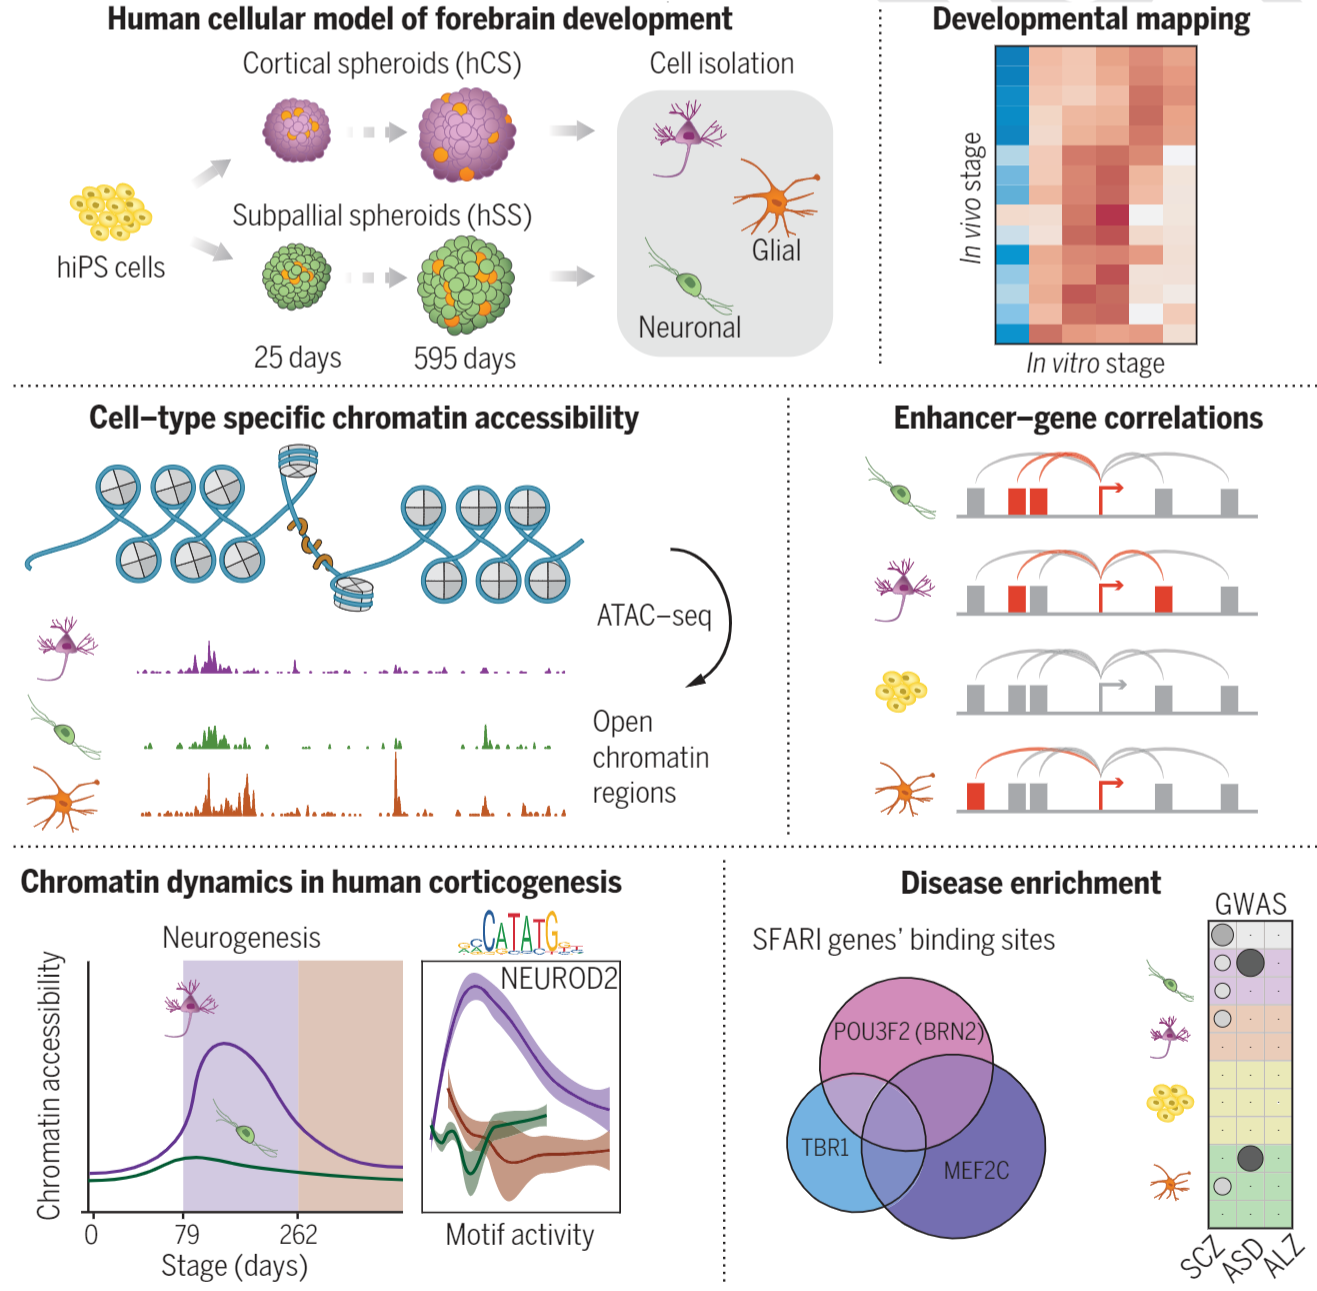 Human cellular model of forebrain development
Cortical spheroids (hCS)
Cell isolation
hiPS cells
Subpallial spheroids (hSS)
Glial
Neuronal
25 days
595 days
Developmental mapping
In vivo stage
In vitro stage
Cell–type specific chromatin accessibility
ATAC–seq
Open
chromatin
regions
Enhancer–gene correlations
Chromatin dynamics in human corticogenesis
Neurogenesis
Chromatin accessibility
0
79
262
Stage (days)
CATATG
NEUROD2
Motif activity
Disease enrichment
SFARI genes’ binding sites
POU3F2 (BRN2)
TBR1
MEF2C
GWAS
SCZ
ASD
ALZ